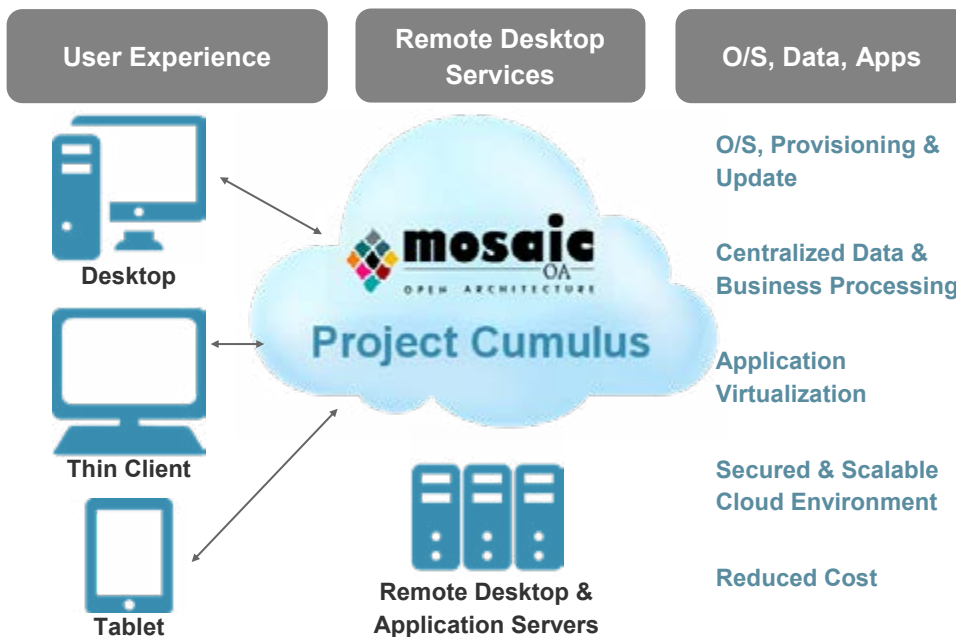 User Experience
Remote Desktop
Services
O/S, Data, Apps
Desktop
Thin Client
Tablet
mosaic
OA
OPEN ARCHITECTURE
Project Cumulus
Remote Desktop &
Application Servers
O/S, Provisioning &
Update
Centralized Data &
Business Processing
Application
Virtualization
Secured & Scalable
Cloud Environment
Reduced Cost